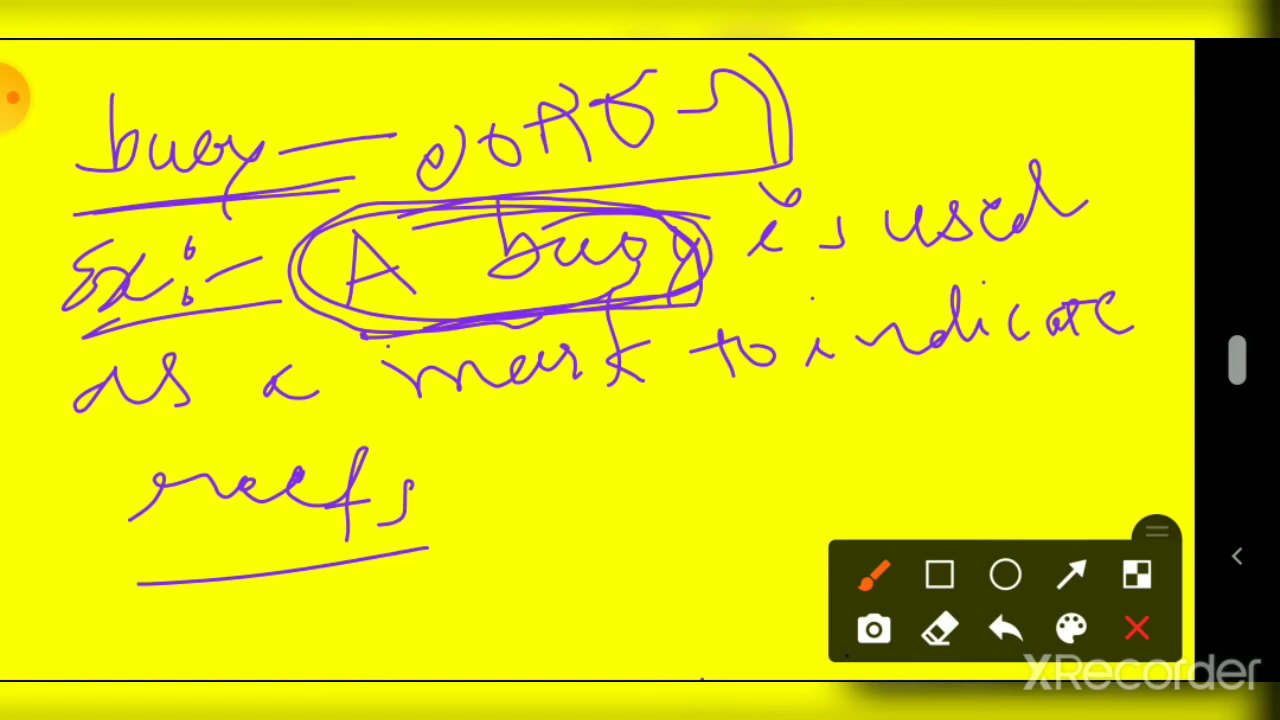 buoy —
Ex:- A buoy is used
as a mark to indicate
reefs
XRecorder